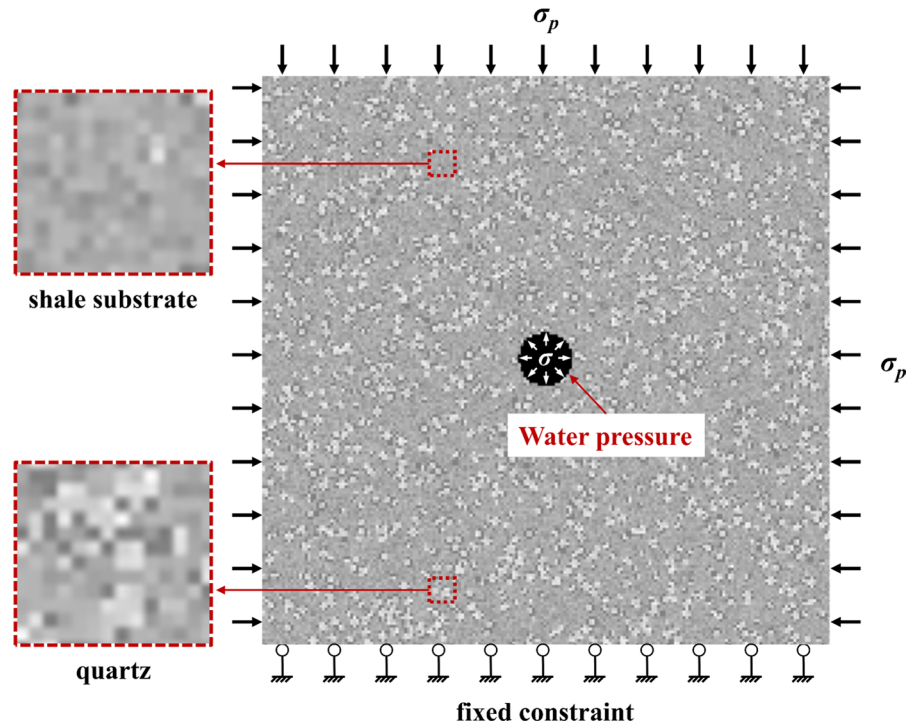 σp
shale substrate
σ
σp
Water pressure
quartz
fixed constraint